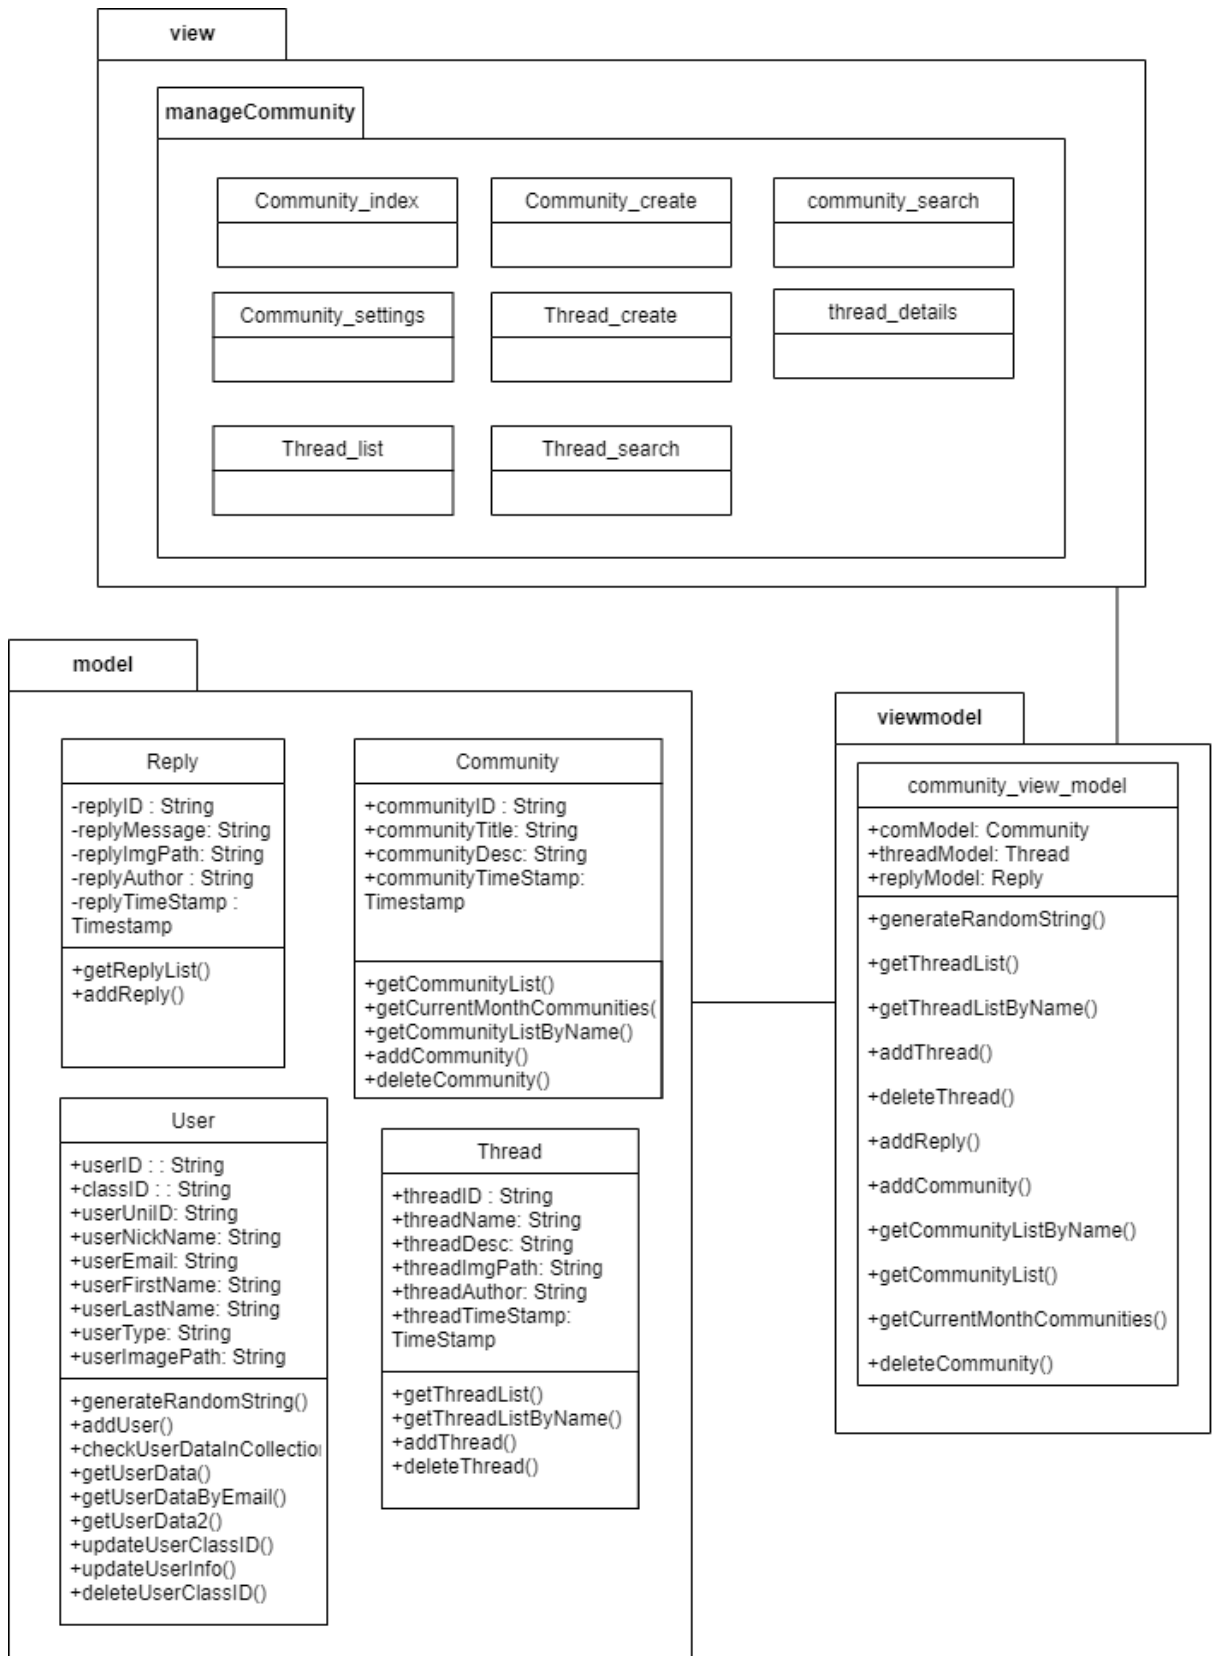 view
manageCommunity
Community_index
Community_create
community_search
Community_settings
Thread_create
thread_details
Thread_list
Thread_search
model
Reply
-replyID : String
-replyMessage: String
-replyImgPath: String
-replyAuthor : String
-replyTimeStamp :
Timestamp
+getReplyList()
+addReply()
Community
+communityID : String
+communityTitle: String
+communityDesc: String
+communityTimeStamp:
Timestamp
+getCommunityList()
+getCurrentMonthCommunities(
+getCommunityListByName()
+addCommunity()
+deleteCommunity()
User
+userID : : String
+classID : : String
+userUniID: String
+userNickName: String
+userEmail: String
+userFirstName: String
+userLastName: String
+userType: String
+userImagePath: String
+generateRandomString()
+addUser()
+checkUserDataInCollection
+getUserData()
+getUserDataByEmail()
+getUserData2()
+updateUserClassID()
+updateUserInfo()
+deleteUserClassID()
Thread
+threadID : String
+threadName: String
+threadDesc: String
+threadImgPath: String
+threadAuthor: String
+threadTimeStamp:
TimeStamp
+getThreadList()
+getThreadListByName()
+addThread()
+deleteThread()
viewmodel
community_view_model
+comModel: Community
+threadModel: Thread
+replyModel: Reply
+generateRandomString()
+getThreadList()
+getThreadListByName()
+addThread()
+deleteThread()
+addReply()
+addCommunity()
+getCommunityListByName()
+getCommunityList()
+getCurrentMonthCommunities()
+deleteCommunity()